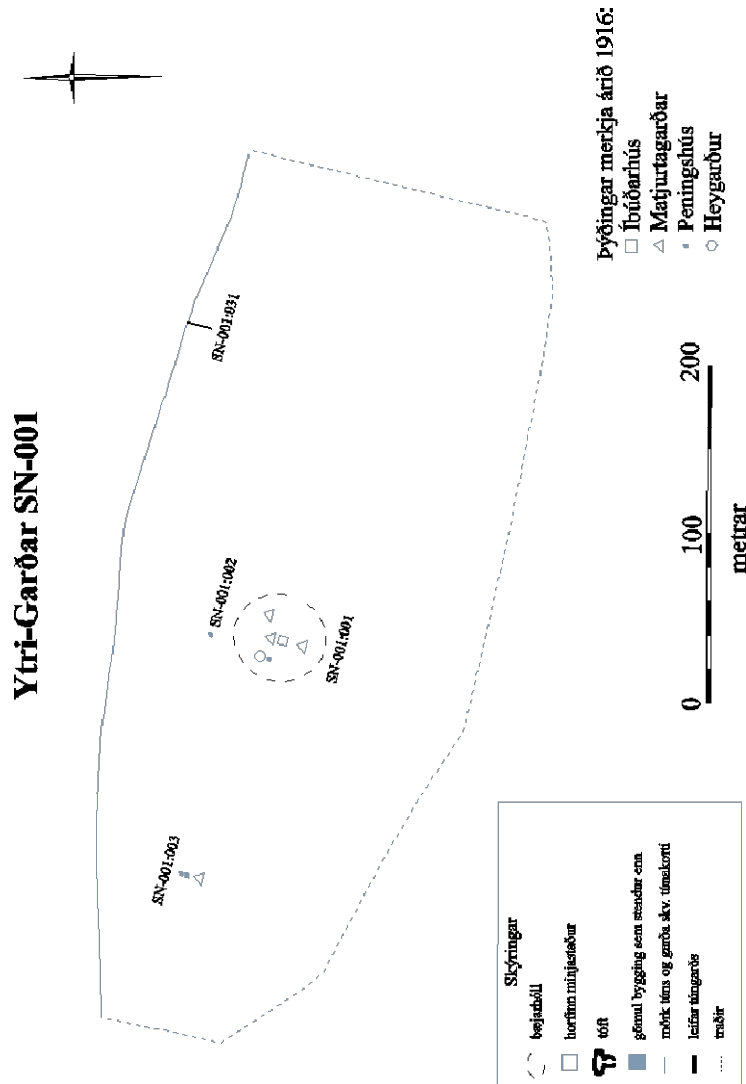 Ytri-Garðar SN-001
SN-001:003
SN-001:002
SN-001:001
SN-001:031
Skýringar
bæjarhóll
horfinn minjastaður
tóft
gömul bygging sem stendur enn
mörk túns og garða skv. túnakorti
leifar túngarðs
traðir
0
100
200
metrar
Þýðingar merkja árið 1916:
Íbúðarhús
Matjurtagarðar
Peningshús
Heygarður